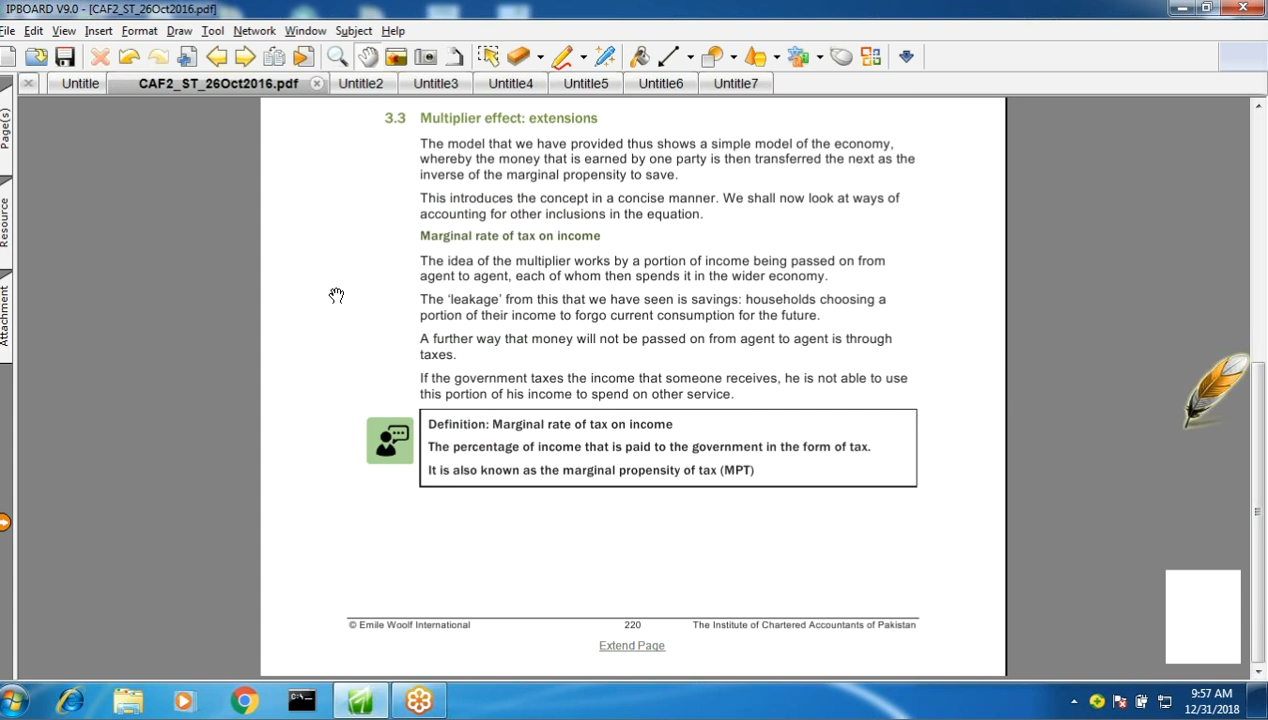 IPBOARD V9.0 - [CAF2_ST_26Oct2016.pdf]
File Edit View Insert Format Draw Tool Network Window Subject Help
Untitle CAF2_ST_26Oct2016.pdf Untitle2 Untitle3 Untitle4 Untitle5 Untitle6 Untitle7
Page(s)
Resource
Attachment
3.3 Multiplier effect: extensions
The model that we have provided thus shows a simple model of the economy,
whereby the money that is earned by one party is then transferred the next as the
inverse of the marginal propensity to save.
This introduces the concept in a concise manner. We shall now look at ways of
accounting for other inclusions in the equation.
Marginal rate of tax on income
The idea of the multiplier works by a portion of income being passed on from
agent to agent, each of whom then spends it in the wider economy.
The ‘leakage’ from this that we have seen is savings: households choosing a
portion of their income to forgo current consumption for the future.
A further way that money will not be passed on from agent to agent is through
taxes.
If the government taxes the income that someone receives, he is not able to use
this portion of his income to spend on other service.
Definition: Marginal rate of tax on income
The percentage of income that is paid to the government in the form of tax.
It is also known as the marginal propensity of tax (MPT)
© Emile Woolf International 220 The Institute of Chartered Accountants of Pakistan
Extend Page
9:57 AM
12/31/2018